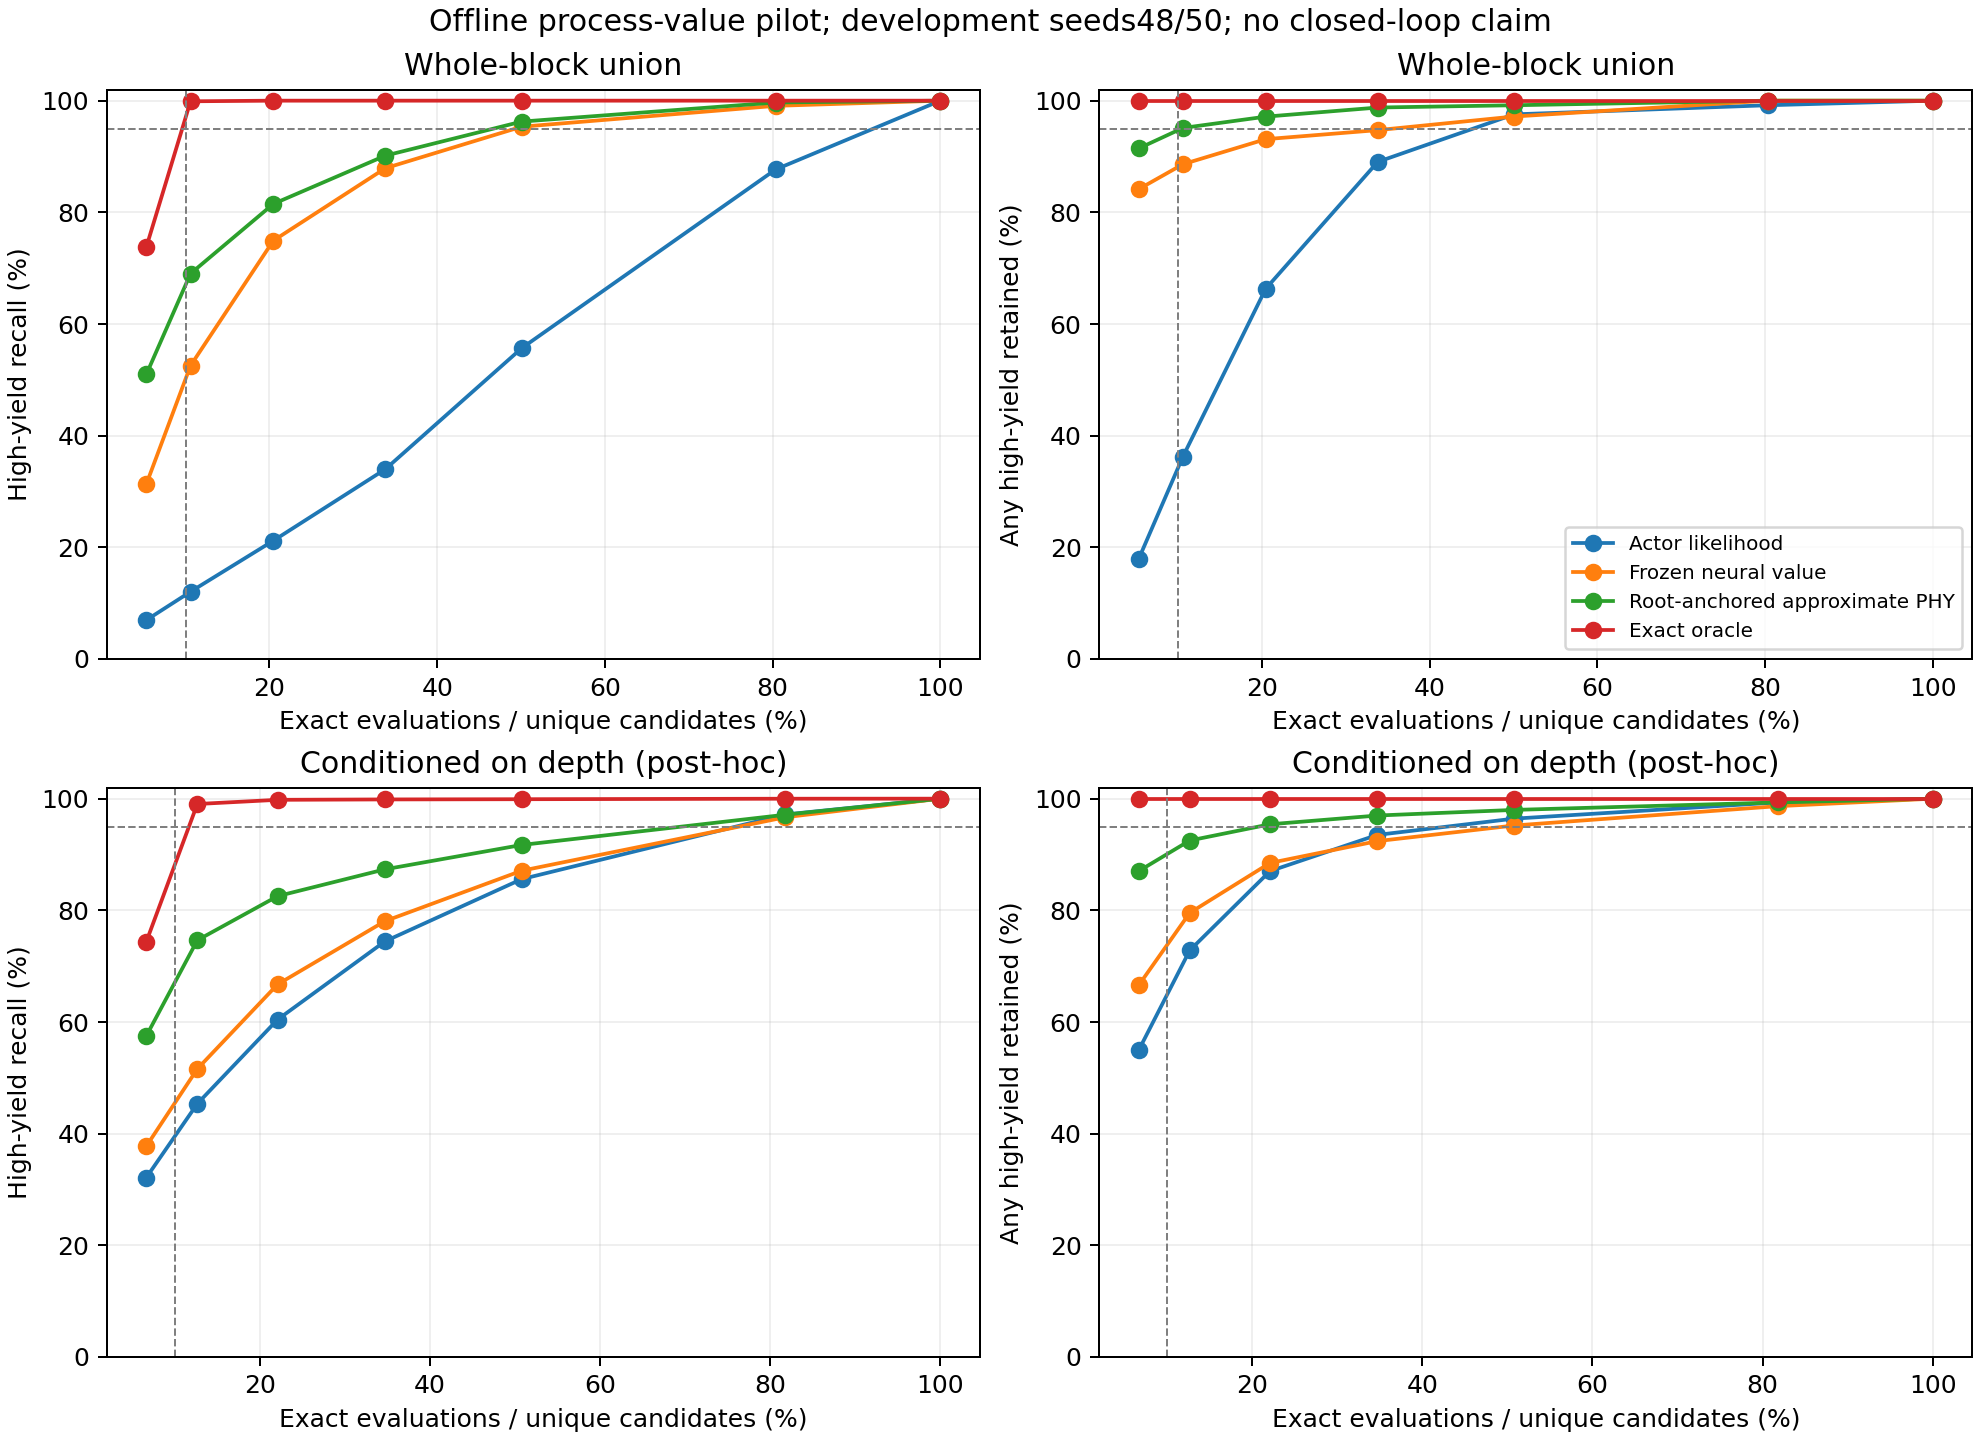 Offline process-value pilot; development seeds48/50; no closed-loop claim
Whole-block union
High-yield recall (%)
100
80
60
40
20
0
20
40
60
80
100
Exact evaluations / unique candidates (%)
Whole-block union
Any high-yield retained (%)
100
80
60
40
20
0
Actor likelihood
Frozen neural value
Root-anchored approximate PHY
Exact oracle
20
40
60
80
100
Exact evaluations / unique candidates (%)
Conditioned on depth (post-hoc)
High-yield recall (%)
100
80
60
40
20
0
20
40
60
80
100
Exact evaluations / unique candidates (%)
Conditioned on depth (post-hoc)
Any high-yield retained (%)
100
80
60
40
20
0
20
40
60
80
100
Exact evaluations / unique candidates (%)